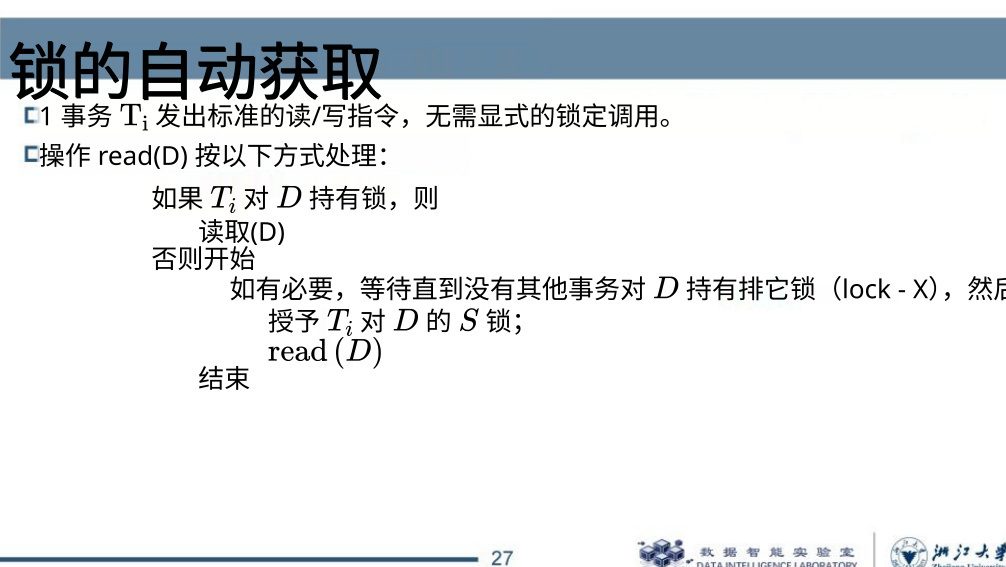 锁的自动获取
1 事务 T_i 发出标准的读/写指令，无需显式的锁定调用。
操作 read(D) 按以下方式处理：
如果 T_i 对 D 持有锁，则
读取(D)
否则开始
如有必要，等待直到没有其他事务对 D 持有排它锁（lock - X），然后
授予 T_i 对 D 的 S 锁；
read (D)
结束
27
数据智能实验室
DATA INTELLIGENCE LABORATORY
浙江大学
Zhejiang University